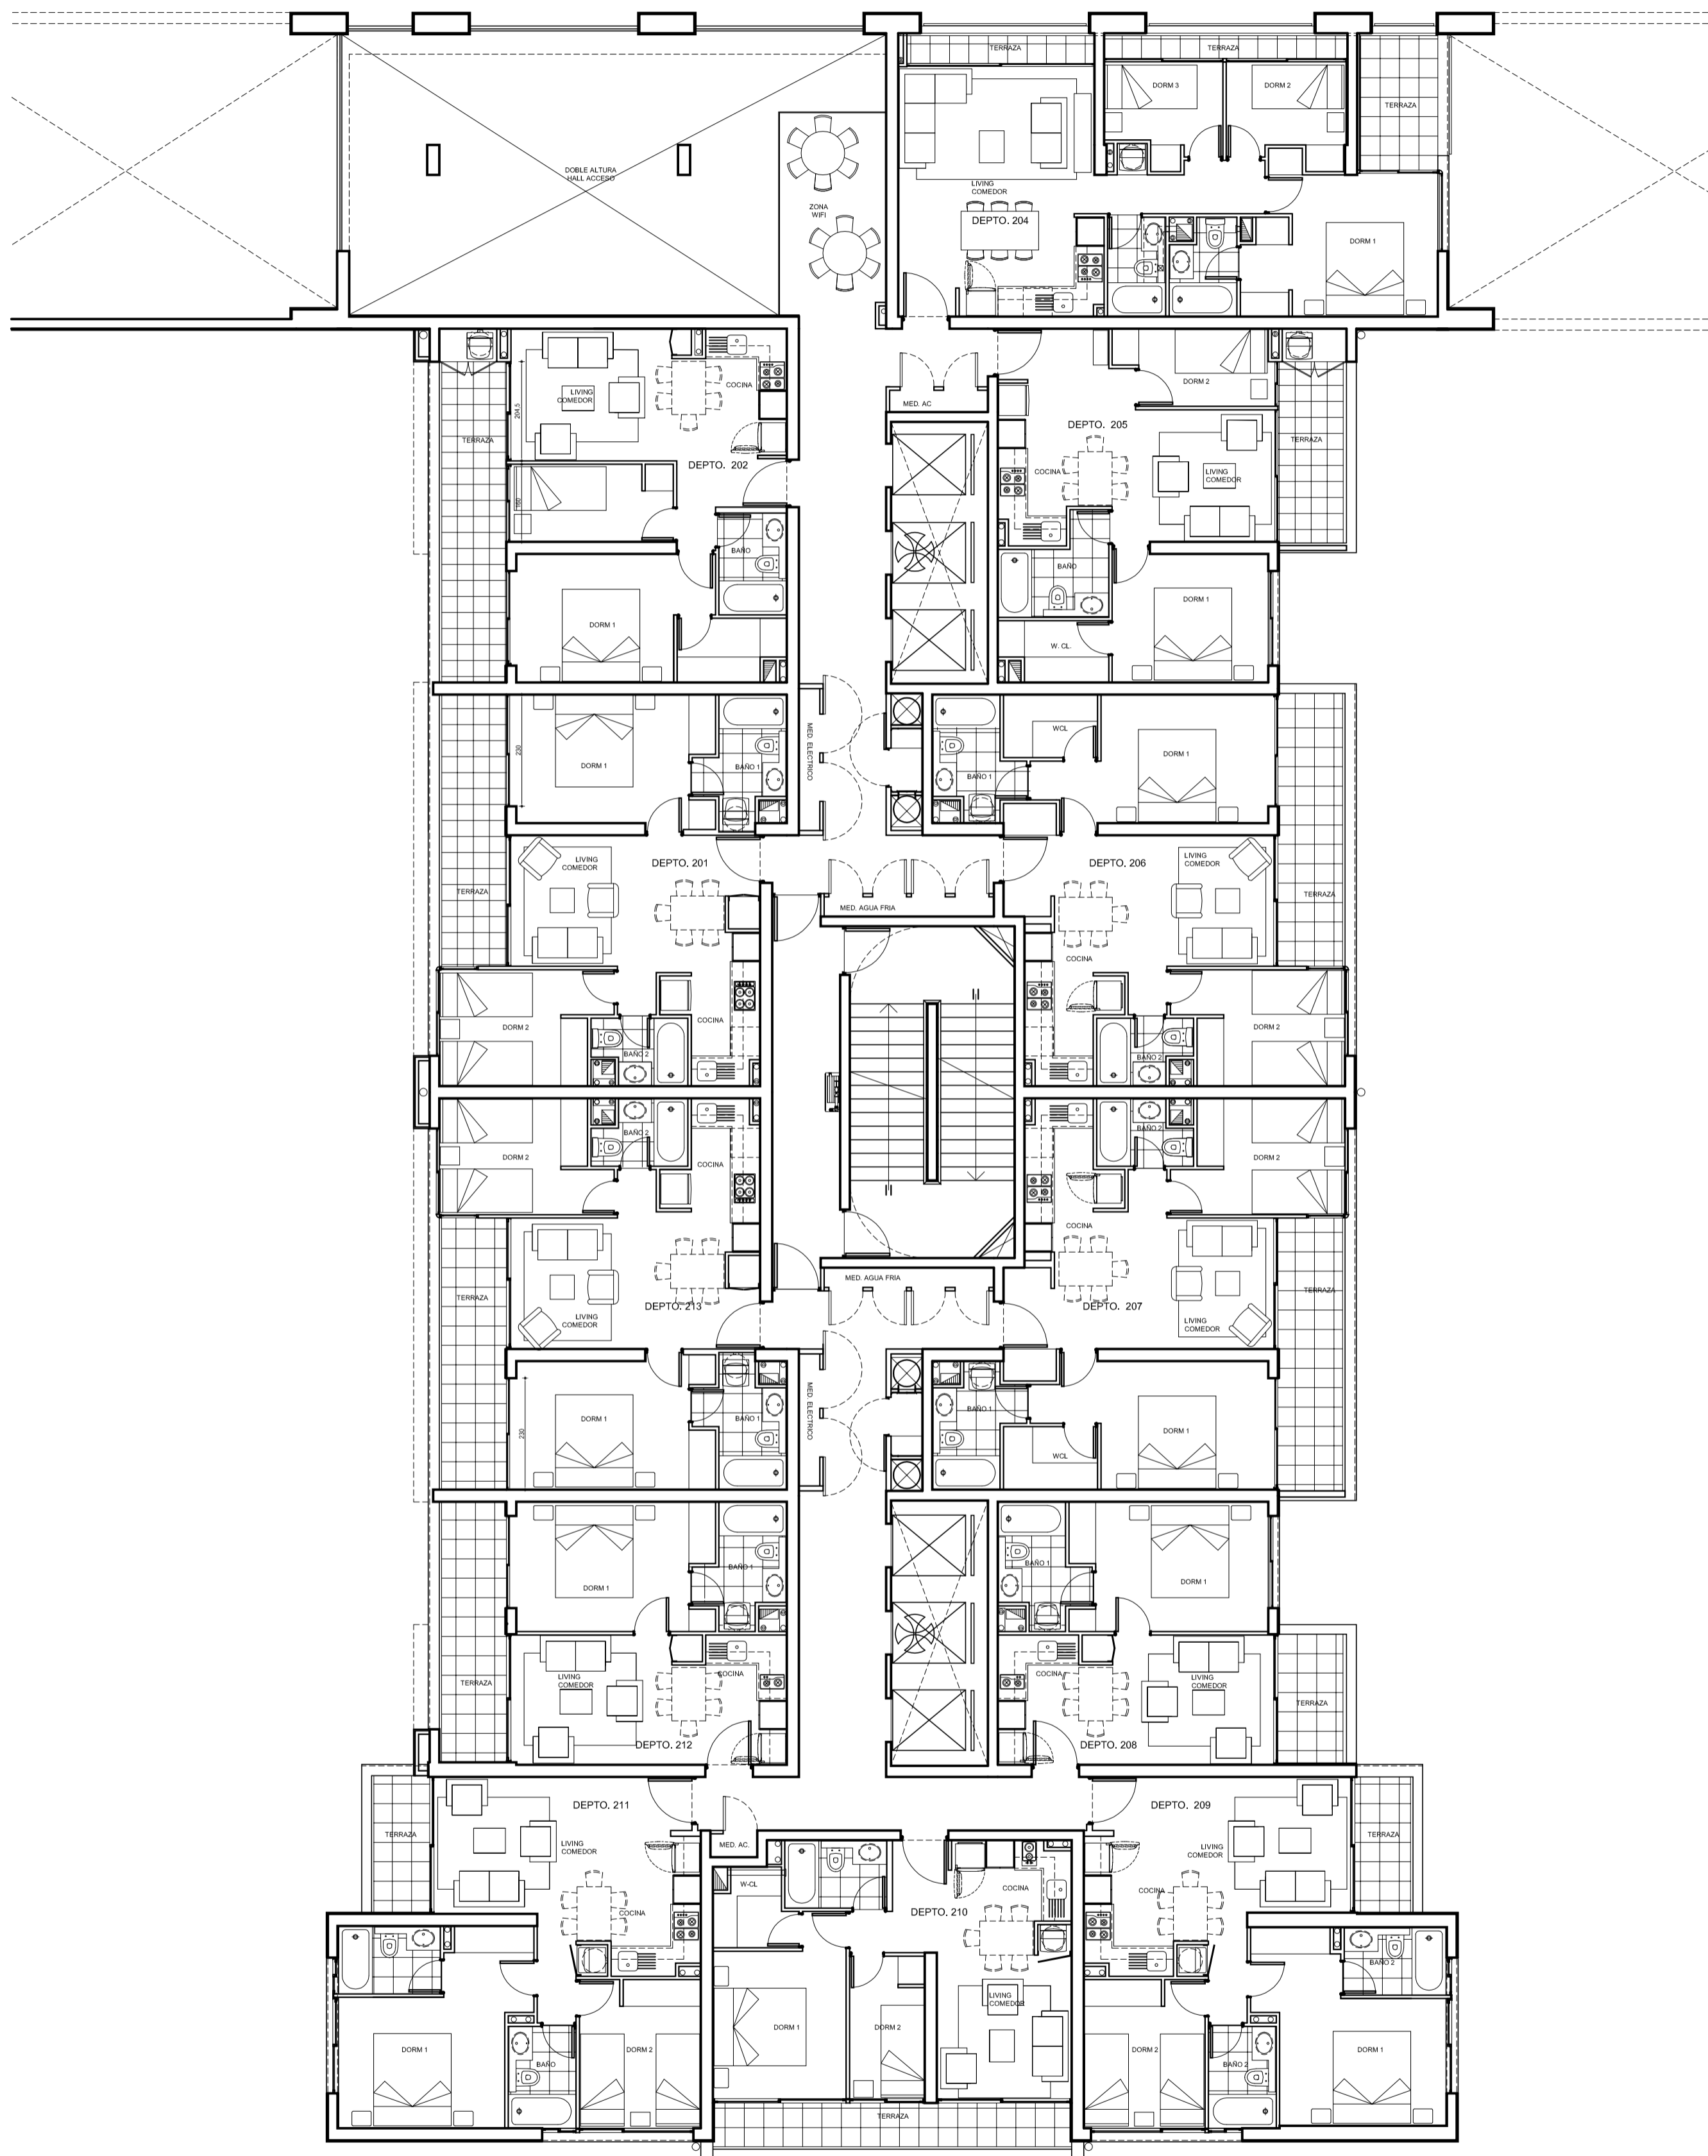 TERRAZA
TERRAZA
DORM 3
DORM 2
TERRAZA
DOBLE ALTURA
HALL ACCESO
LIVING
COMEDOR
ZONA
WIFI
DEPTO. 204
DORM 1
LIVING
COMEDOR
COCINA
DORM 2
MED. AC
204,5
TERRAZA
DEPTO. 202
DEPTO. 205
TERRAZA
COCINA
LIVING
COMEDOR
160
BAÑO
BAÑO
DORM 1
DORM 1
W. CL.
MED. ELECTRICO
WCL
230
DORM 1
BAÑO 1
BAÑO 1
DORM 1
LIVING
COMEDOR
DEPTO. 201
DEPTO. 206
LIVING
COMEDOR
TERRAZA
MED. AGUA FRIA
TERRAZA
COCINA
DORM 2
COCINA
DORM 2
BAÑO 2
BAÑO 2
BAÑO 2
BAÑO 2
DORM 2
COCINA
DORM 2
COCINA
MED. AGUA FRIA
TERRAZA
TERRAZA
LIVING
COMEDOR
DEPTO. 213
DEPTO. 207
LIVING
COMEDOR
MED. ELECTRICO
DORM 1
BAÑO 1
BAÑO 1
DORM 1
230
WCL
DORM 1
BAÑO 1
BAÑO 1
DORM 1
TERRAZA
LIVING
COMEDOR
COCINA
COCINA
LIVING
COMEDOR
TERRAZA
DEPTO. 212
DEPTO. 208
DEPTO. 211
DEPTO. 209
TERRAZA
LIVING
COMEDOR
MED. AC.
LIVING
COMEDOR
TERRAZA
W-CL
COCINA
COCINA
COCINA
DEPTO. 210
BAÑO 2
LIVING
COMEDOR
DORM 1
BAÑO
DORM 2
DORM 1
DORM 2
DORM 2
BAÑO 2
DORM 1
TERRAZA